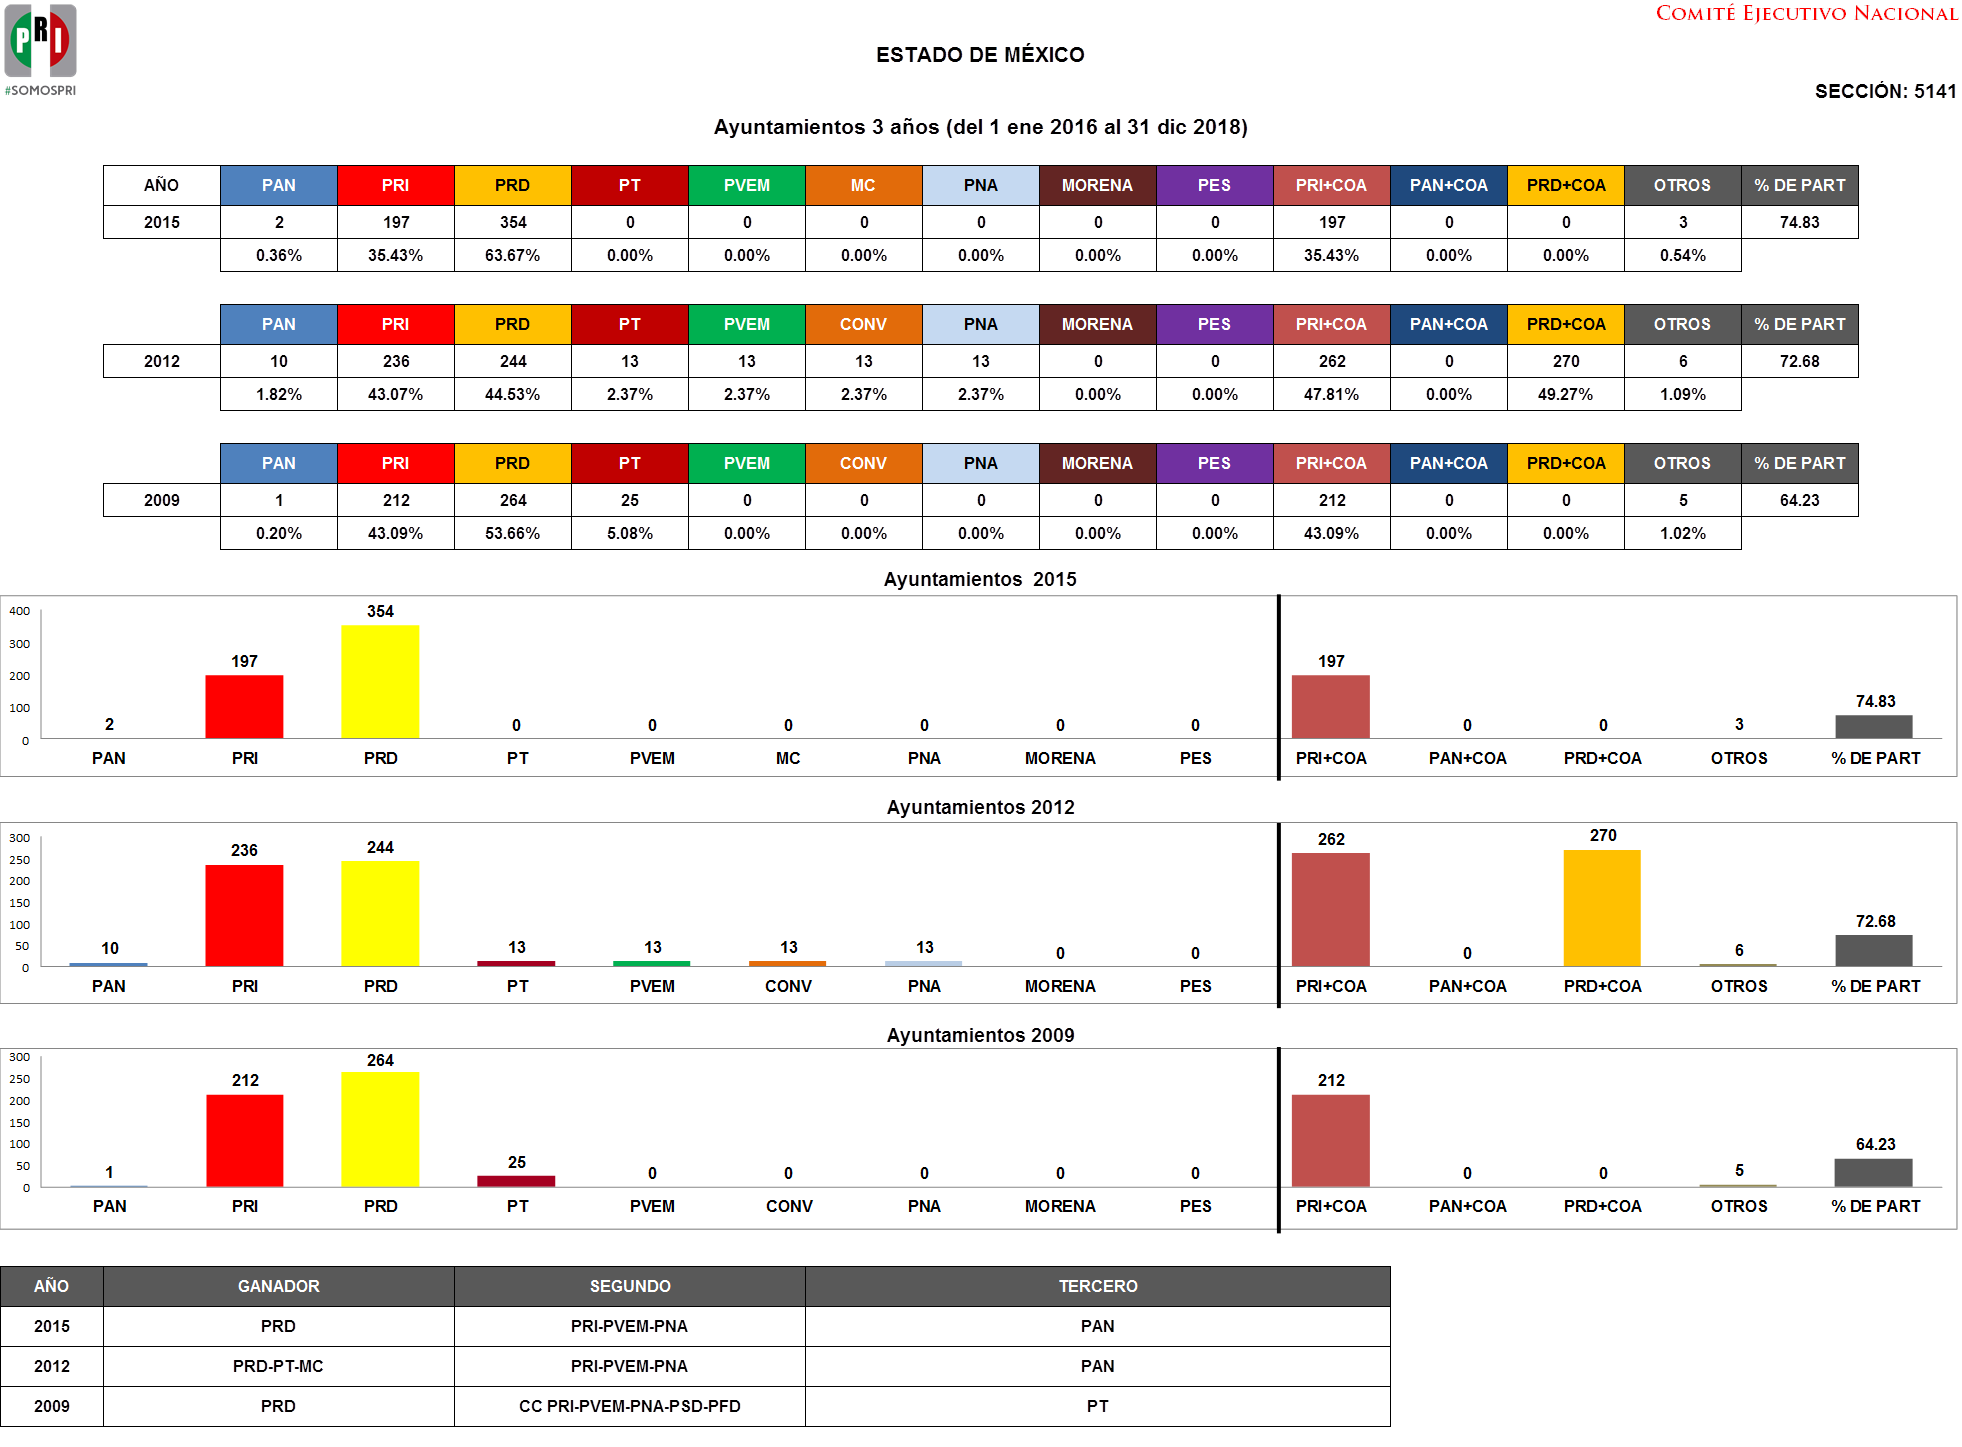 PRI
#SOMOSPRI
COMITÉ EJECUTIVO NACIONAL
ESTADO DE MÉXICO
SECCIÓN: 5141
Ayuntamientos 3 años (del 1 ene 2016 al 31 dic 2018)
AÑO PAN PRI PRD PT PVEM MC PNA MORENA PES PRI+COA PAN+COA PRD+COA OTROS % DE PART
2015 2 197 354 0 0 0 0 0 0 197 0 0 3 74.83
0.36% 35.43% 63.67% 0.00% 0.00% 0.00% 0.00% 0.00% 0.00% 35.43% 0.00% 0.00% 0.54%
PAN PRI PRD PT PVEM CONV PNA MORENA PES PRI+COA PAN+COA PRD+COA OTROS % DE PART
2012 10 236 244 13 13 13 13 0 0 262 0 270 6 72.68
1.82% 43.07% 44.53% 2.37% 2.37% 2.37% 2.37% 0.00% 0.00% 47.81% 0.00% 49.27% 1.09%
PAN PRI PRD PT PVEM CONV PNA MORENA PES PRI+COA PAN+COA PRD+COA OTROS % DE PART
2009 1 212 264 25 0 0 0 0 0 212 0 0 5 64.23
0.20% 43.09% 53.66% 5.08% 0.00% 0.00% 0.00% 0.00% 0.00% 43.09% 0.00% 0.00% 1.02%
Ayuntamientos 2015
400
300
200
100
0
2 197 354 0 0 0 0 0 0 197 0 0 3 74.83
PAN PRI PRD PT PVEM MC PNA MORENA PES PRI+COA PAN+COA PRD+COA OTROS % DE PART
Ayuntamientos 2012
300
250
200
150
100
50
0
10 236 244 13 13 13 13 0 0 262 0 270 6 72.68
PAN PRI PRD PT PVEM CONV PNA MORENA PES PRI+COA PAN+COA PRD+COA OTROS % DE PART
Ayuntamientos 2009
300
250
200
150
100
50
0
1 212 264 25 0 0 0 0 0 212 0 0 5 64.23
PAN PRI PRD PT PVEM CONV PNA MORENA PES PRI+COA PAN+COA PRD+COA OTROS % DE PART
AÑO GANADOR SEGUNDO TERCERO
2015 PRD PRI-PVEM-PNA PAN
2012 PRD-PT-MC PRI-PVEM-PNA PAN
2009 PRD CC PRI-PVEM-PNA-PSD-PFD PT